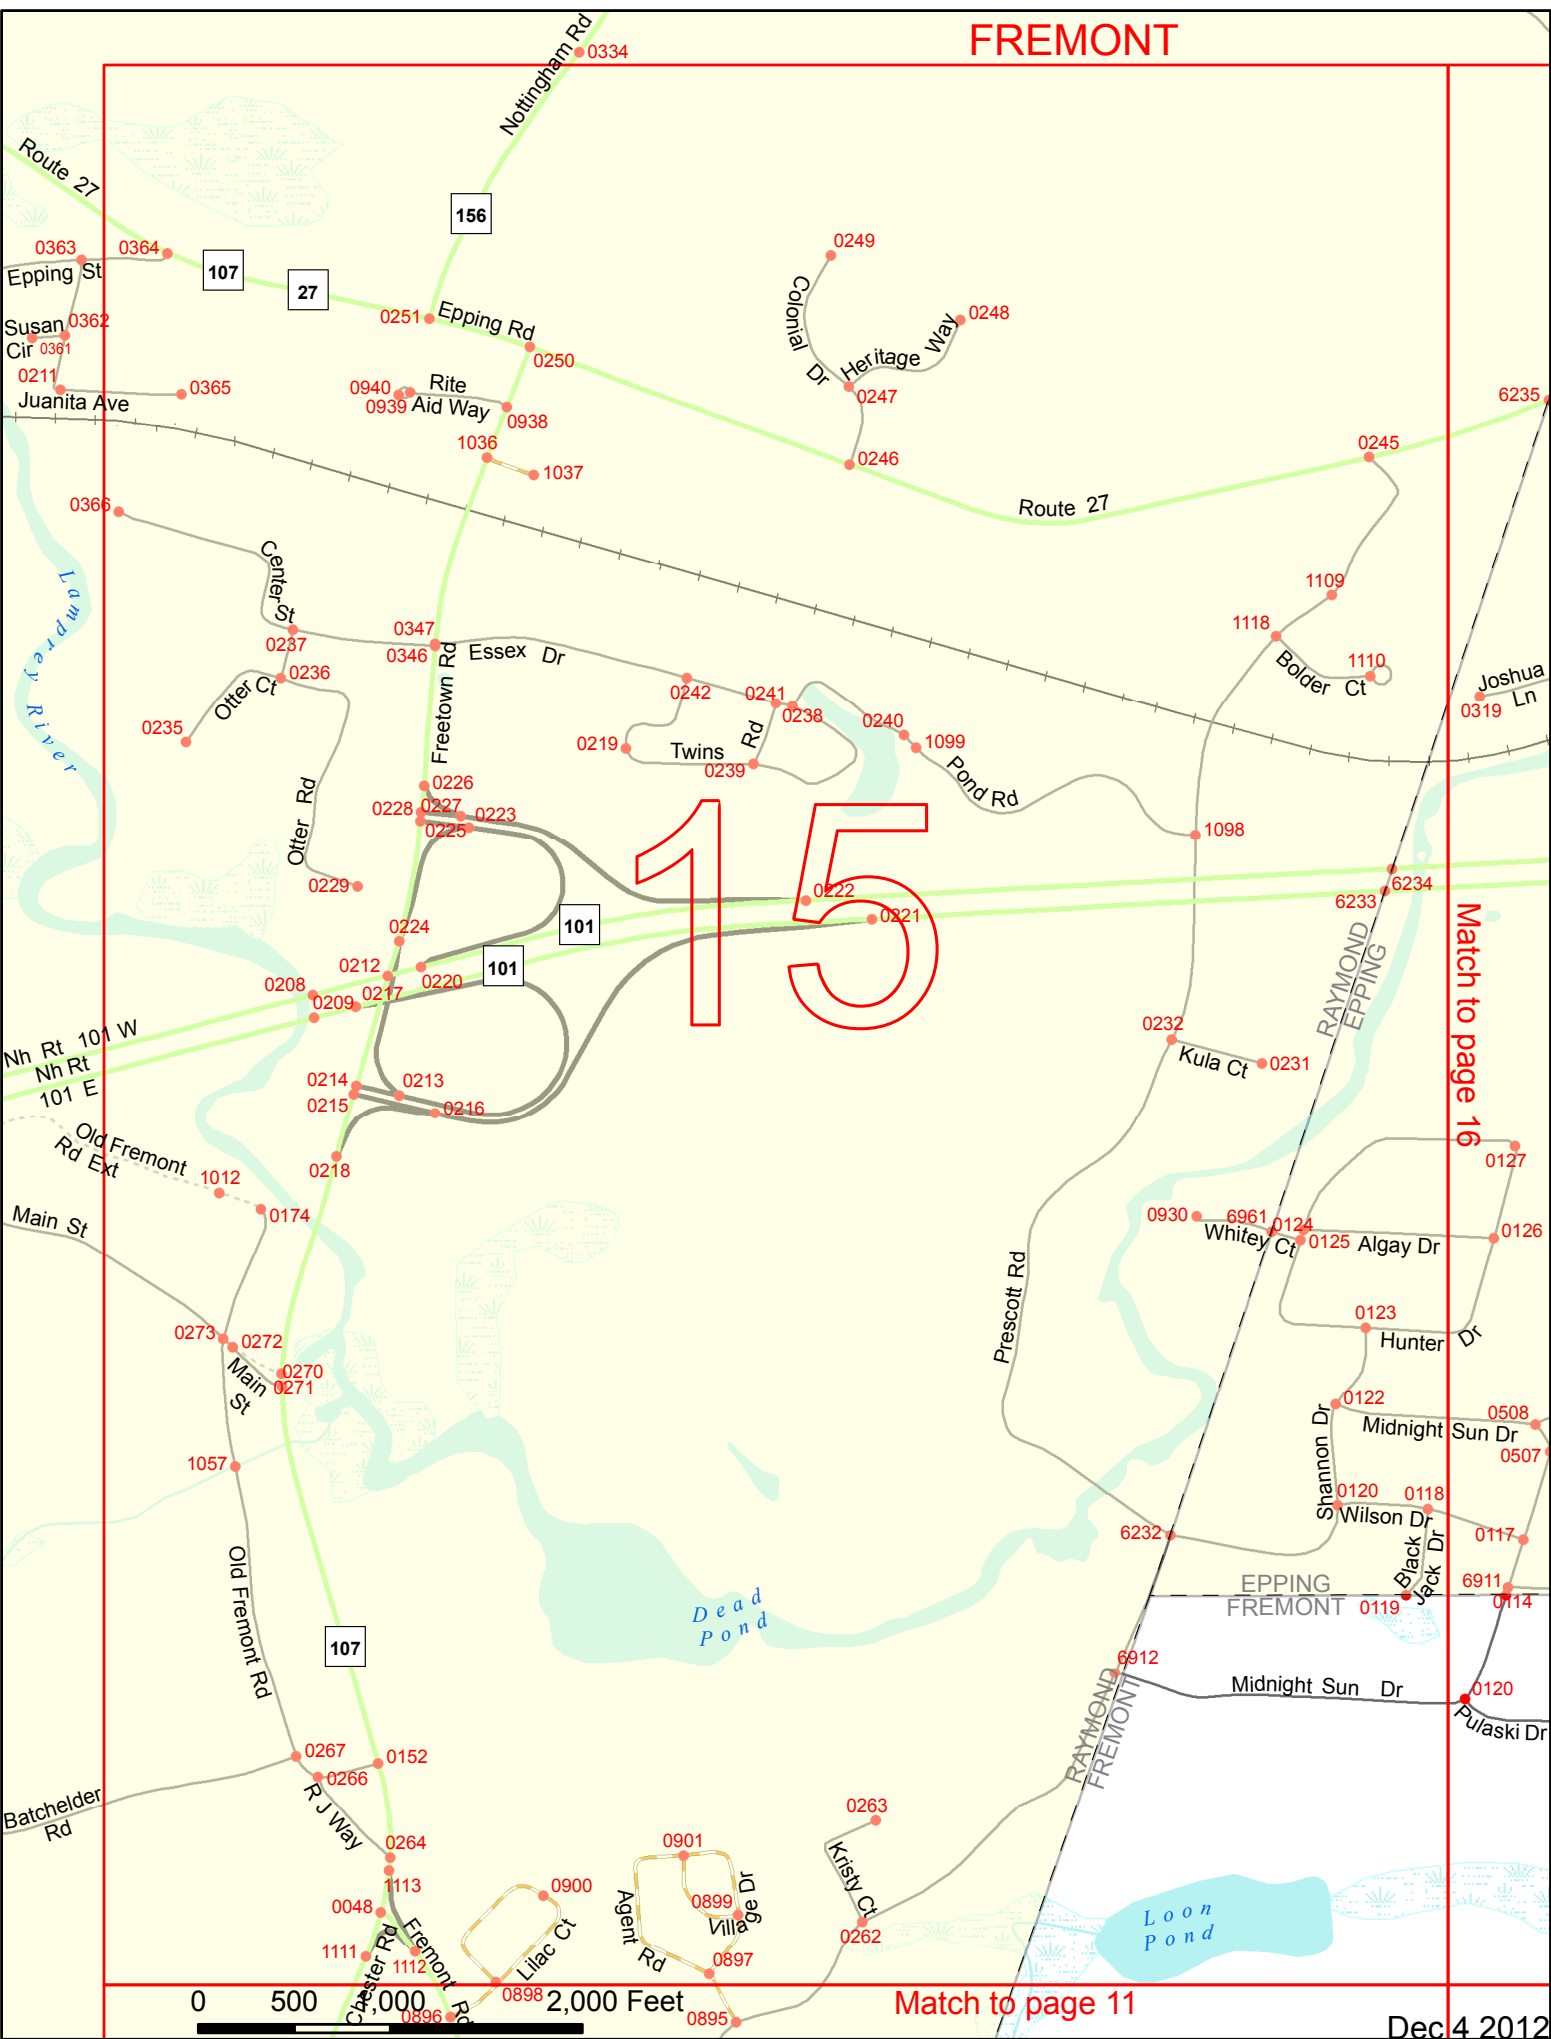 FREMONT
Nottingham Rd
0334
Route 27
156
0363
0364
Epping St
107
27
0249
Colonial Dr
0248
Heritage Way
0251
Epping Rd
0250
Susan
Cir
0362
0361
0211
0365
Juanita Ave
0940
0939
Rite
Aid Way
0938
0247
6235
1036
1037
0246
0245
Route 27
0366
Lamprey River
Center St
1109
0237
0347
0346
Essex Dr
1118
Bolder Ct
1110
Joshua
Ln
0319
0236
Otter Ct
0235
Freetown Rd
0242
0241
0238
0240
1099
0219
Twins Rd
0239
Pond Rd
Otter Rd
0226
0228
0227
0223
0225
15
1098
0229
0222
0221
6234
6233
0224
101
101
0212
0220
0208
0209
0217
RAYMOND
EPPING
Match to page 16
Nh Rt 101 W
Nh Rt
101 E
0232
Kula Ct
0231
0214
0213
0215
0216
Old Fremont
Rd Ext
1012
0218
0174
0127
Main St
0930
6961
0124
Whitey Ct
0125
Algay Dr
0126
Prescott Rd
0273
0272
0270
0271
Main
St
0123
Hunter Dr
0122
Midnight Sun Dr
0508
0507
Shannon Dr
1057
0120
0118
Wilson Dr
6232
0117
Black
Jack Dr
Old Fremont Rd
EPPING
FREMONT
6911
0119
0114
Dead
Pond
107
6912
Midnight Sun Dr
0120
Pulaski Dr
RAYMOND
FREMONT
0267
0152
0266
R J Way
Batchelder
Rd
0263
0264
0901
Kristy Ct
1113
0900
0899
Village Dr
Agent Rd
0048
Lilac Ct
0262
Loon
Pond
1111
1112
Chester Rd
Fremont Rd
0897
0898
0896
0895
0 500 1,000 2,000 Feet
Match to page 11
Dec 4 2012